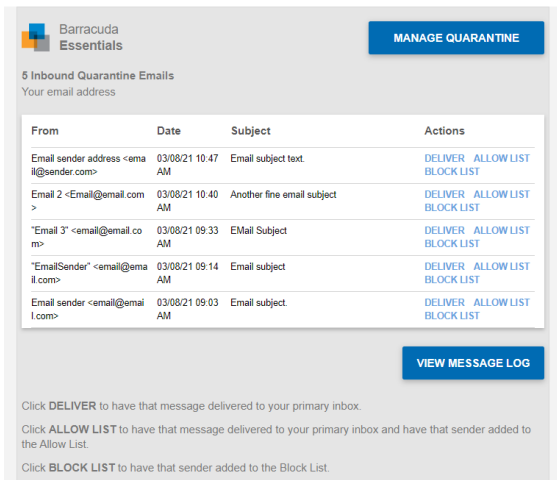 Barracuda
Essentials
MANAGE QUARANTINE
5 Inbound Quarantine Emails
Your email address
From Date Subject Actions
Email sender address <ema 03/08/21 10:47 Email subject text. DELIVER ALLOW LIST
il@sender.com> AM BLOCK LIST
Email 2 <Email@email.com 03/08/21 10:40 Another fine email subject DELIVER ALLOW LIST
> AM BLOCK LIST
"Email 3" <email@email.co 03/08/21 09:33 EMail Subject DELIVER ALLOW LIST
m> AM BLOCK LIST
"EmailSender" <email@ema 03/08/21 09:14 Email subject DELIVER ALLOW LIST
il.com> AM BLOCK LIST
Email sender <email@emai 03/08/21 09:03 Email subject. DELIVER ALLOW LIST
l.com> AM BLOCK LIST
VIEW MESSAGE LOG
Click DELIVER to have that message delivered to your primary inbox.
Click ALLOW LIST to have that message delivered to your primary inbox and have that sender added to
the Allow List.
Click BLOCK LIST to have that sender added to the Block List.